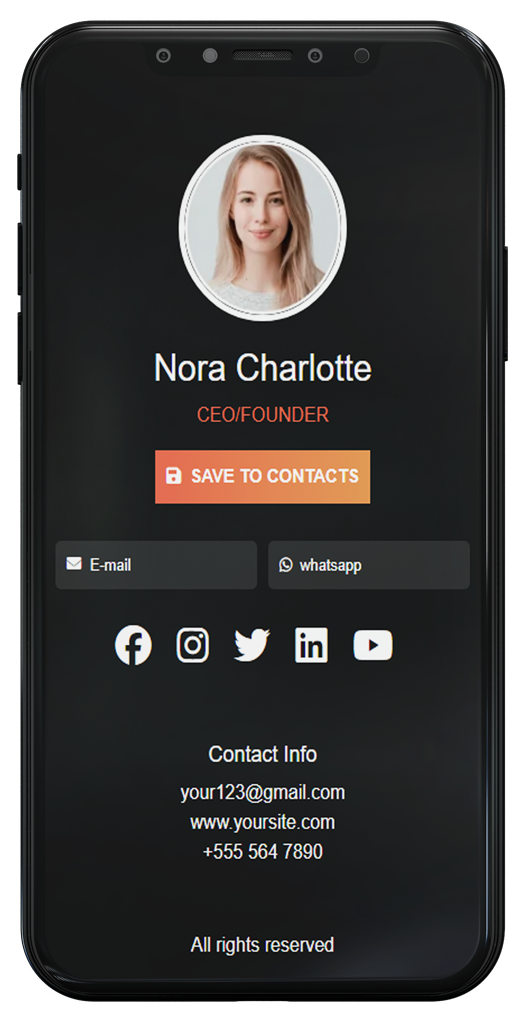 Nora Charlotte
CEO/FOUNDER
SAVE TO CONTACTS
E-mail
whatsapp
Contact Info
your123@gmail.com
www.yoursite.com
+555 564 7890
All rights reserved